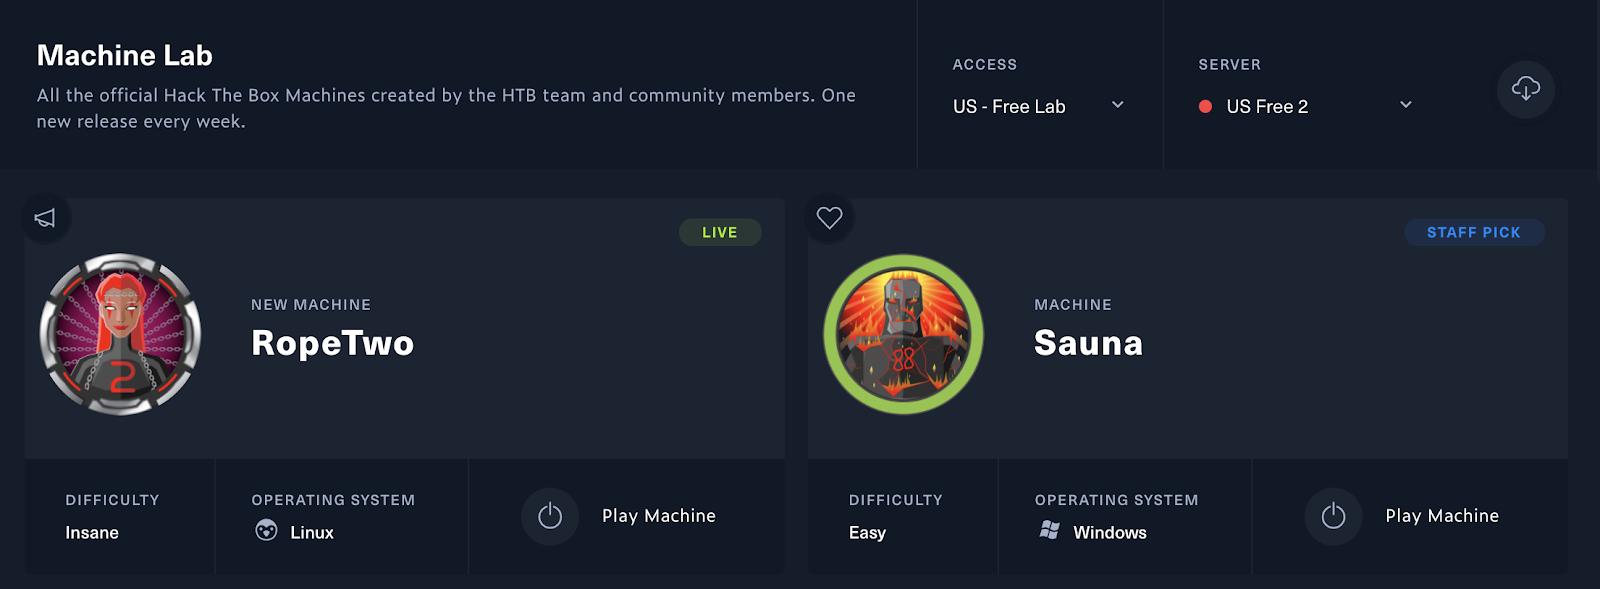 Machine Lab
All the official Hack The Box Machines created by the HTB team and community members. One
new release every week.
ACCESS
US - Free Lab
SERVER
US Free 2
LIVE
NEW MACHINE
RopeTwo
2
DIFFICULTY
Insane
OPERATING SYSTEM
Linux
Play Machine
STAFF PICK
MACHINE
Sauna
88
DIFFICULTY
Easy
OPERATING SYSTEM
Windows
Play Machine